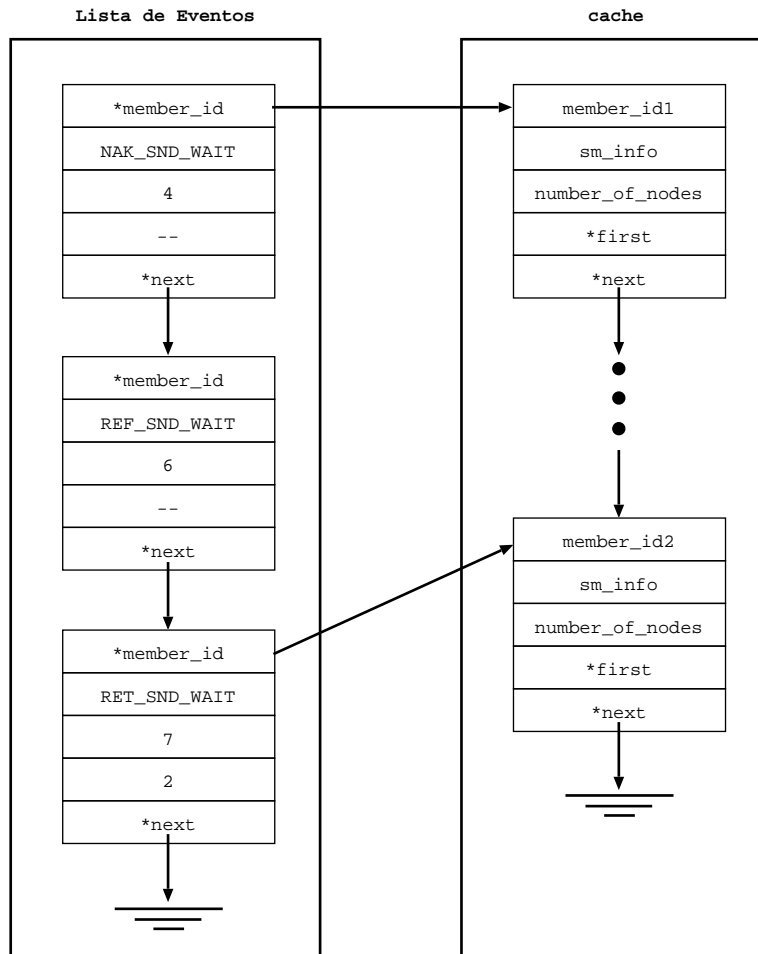 Lista de Eventos
*member_id
NAK_SND_WAIT
4
--
*next
*member_id
REF_SND_WAIT
6
--
*next
*member_id
RET_SND_WAIT
7
2
*next
cache
member_id1
sm_info
number_of_nodes
*first
*next
member_id2
sm_info
number_of_nodes
*first
*next